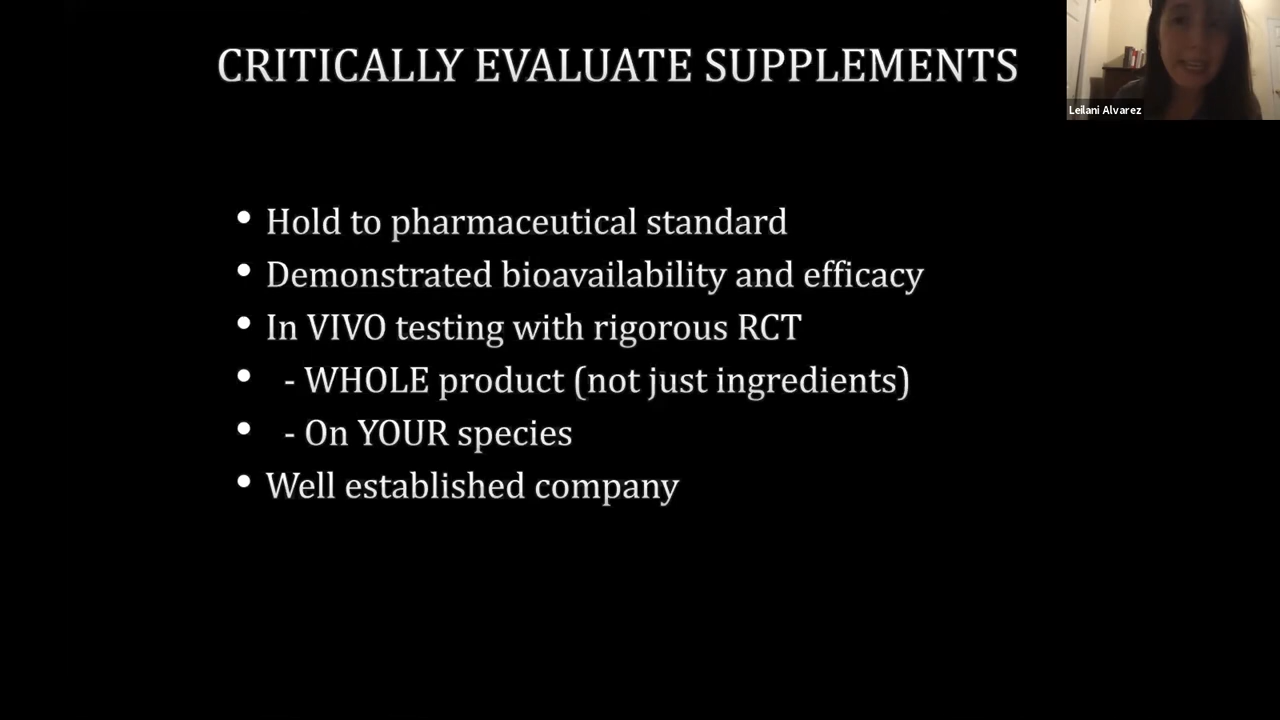 CRITICALLY EVALUATE SUPPLEMENTS
Leilani Alvarez
• Hold to pharmaceutical standard
• Demonstrated bioavailability and efficacy
• In VIVO testing with rigorous RCT
• - WHOLE product (not just ingredients)
• - On YOUR species
• Well established company